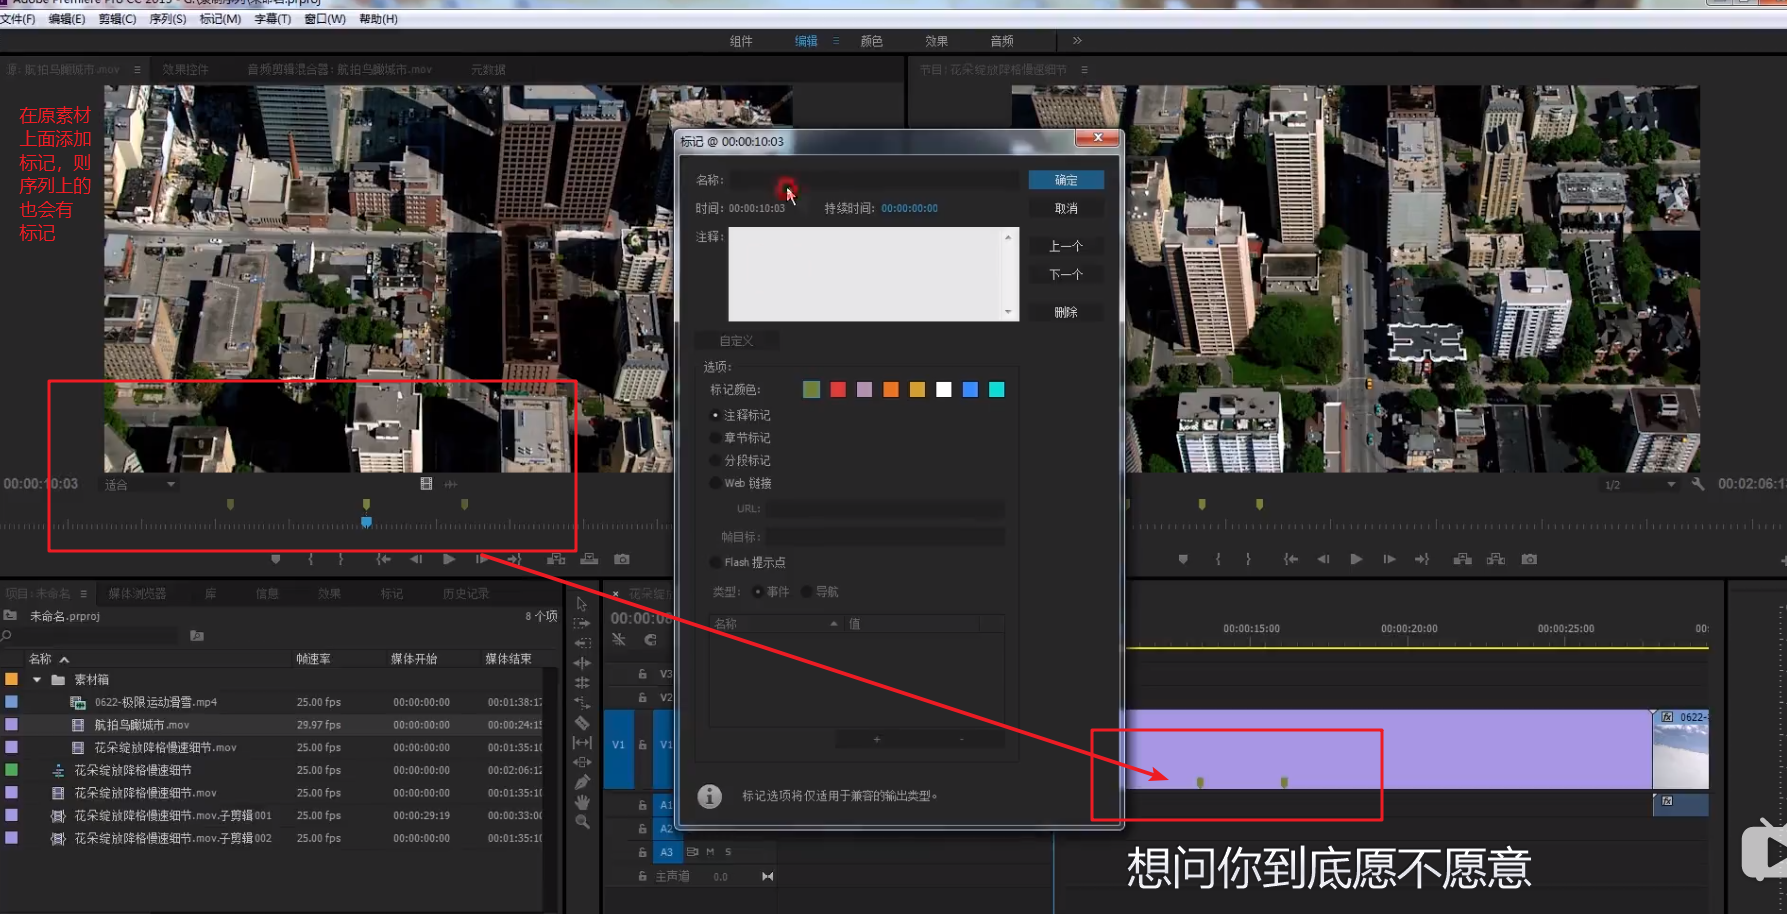 Adobe Premiere Pro CC 2015 - G:\录制序列\未命名.prproj
文件(F) 编辑(E) 剪辑(C) 序列(S) 标记(M) 字幕(T) 窗口(W) 帮助(H)
组件 编辑 颜色 效果 音频
源: 航拍鸟瞰城市.mov 效果控件 音频剪辑混合器: 航拍鸟瞰城市.mov 元数据
节目: 花朵绽放降格慢速细节
在原素材
上面添加
标记，则
序列上的
也会有
标记
标记 @ 00:00:10:03
名称:
确定
时间: 00:00:10:03 持续时间: 00:00:00:00
取消
注释:
上一个
下一个
删除
自定义
选项:
标记颜色:
注释标记
章节标记
分段标记
Web 链接
URL:
帧目标:
Flash 提示点
类型: 事件 导航
名称 值
+ -
标记选项将仅适用于兼容的输出类型。
00:00:10:03 适合
1/2 00:02:06:1
项目: 未命名 媒体浏览器 库 信息 效果 标记 历史记录
未命名.prproj 8 个项
名称 帧速率 媒体开始 媒体结束
素材箱
0622-极限运动滑雪.mp4 25.00 fps 00:00:00:00 00:01:38:1
航拍鸟瞰城市.mov 29.97 fps 00:00:00:00 00:00:24:1
花朵绽放降格慢速细节.mov 25.00 fps 00:00:00:00 00:01:35:1
花朵绽放降格慢速细节 25.00 fps 00:00:00:00 00:02:06:1
花朵绽放降格慢速细节.mov 25.00 fps 00:00:00:00 00:01:35:1
花朵绽放降格慢速细节.mov.子剪辑001 25.00 fps 00:00:29:19 00:00:33:0
花朵绽放降格慢速细节.mov.子剪辑002 25.00 fps 00:00:00:00 00:01:35:1
花朵绽放
00:00:0
00:00:15:00 00:00:20:00 00:00:25:00 00:
V3
V2
V1 V1
fx 0622-
A1
fx
A2
A3 M S
主声道 0.0
想问你到底愿不愿意